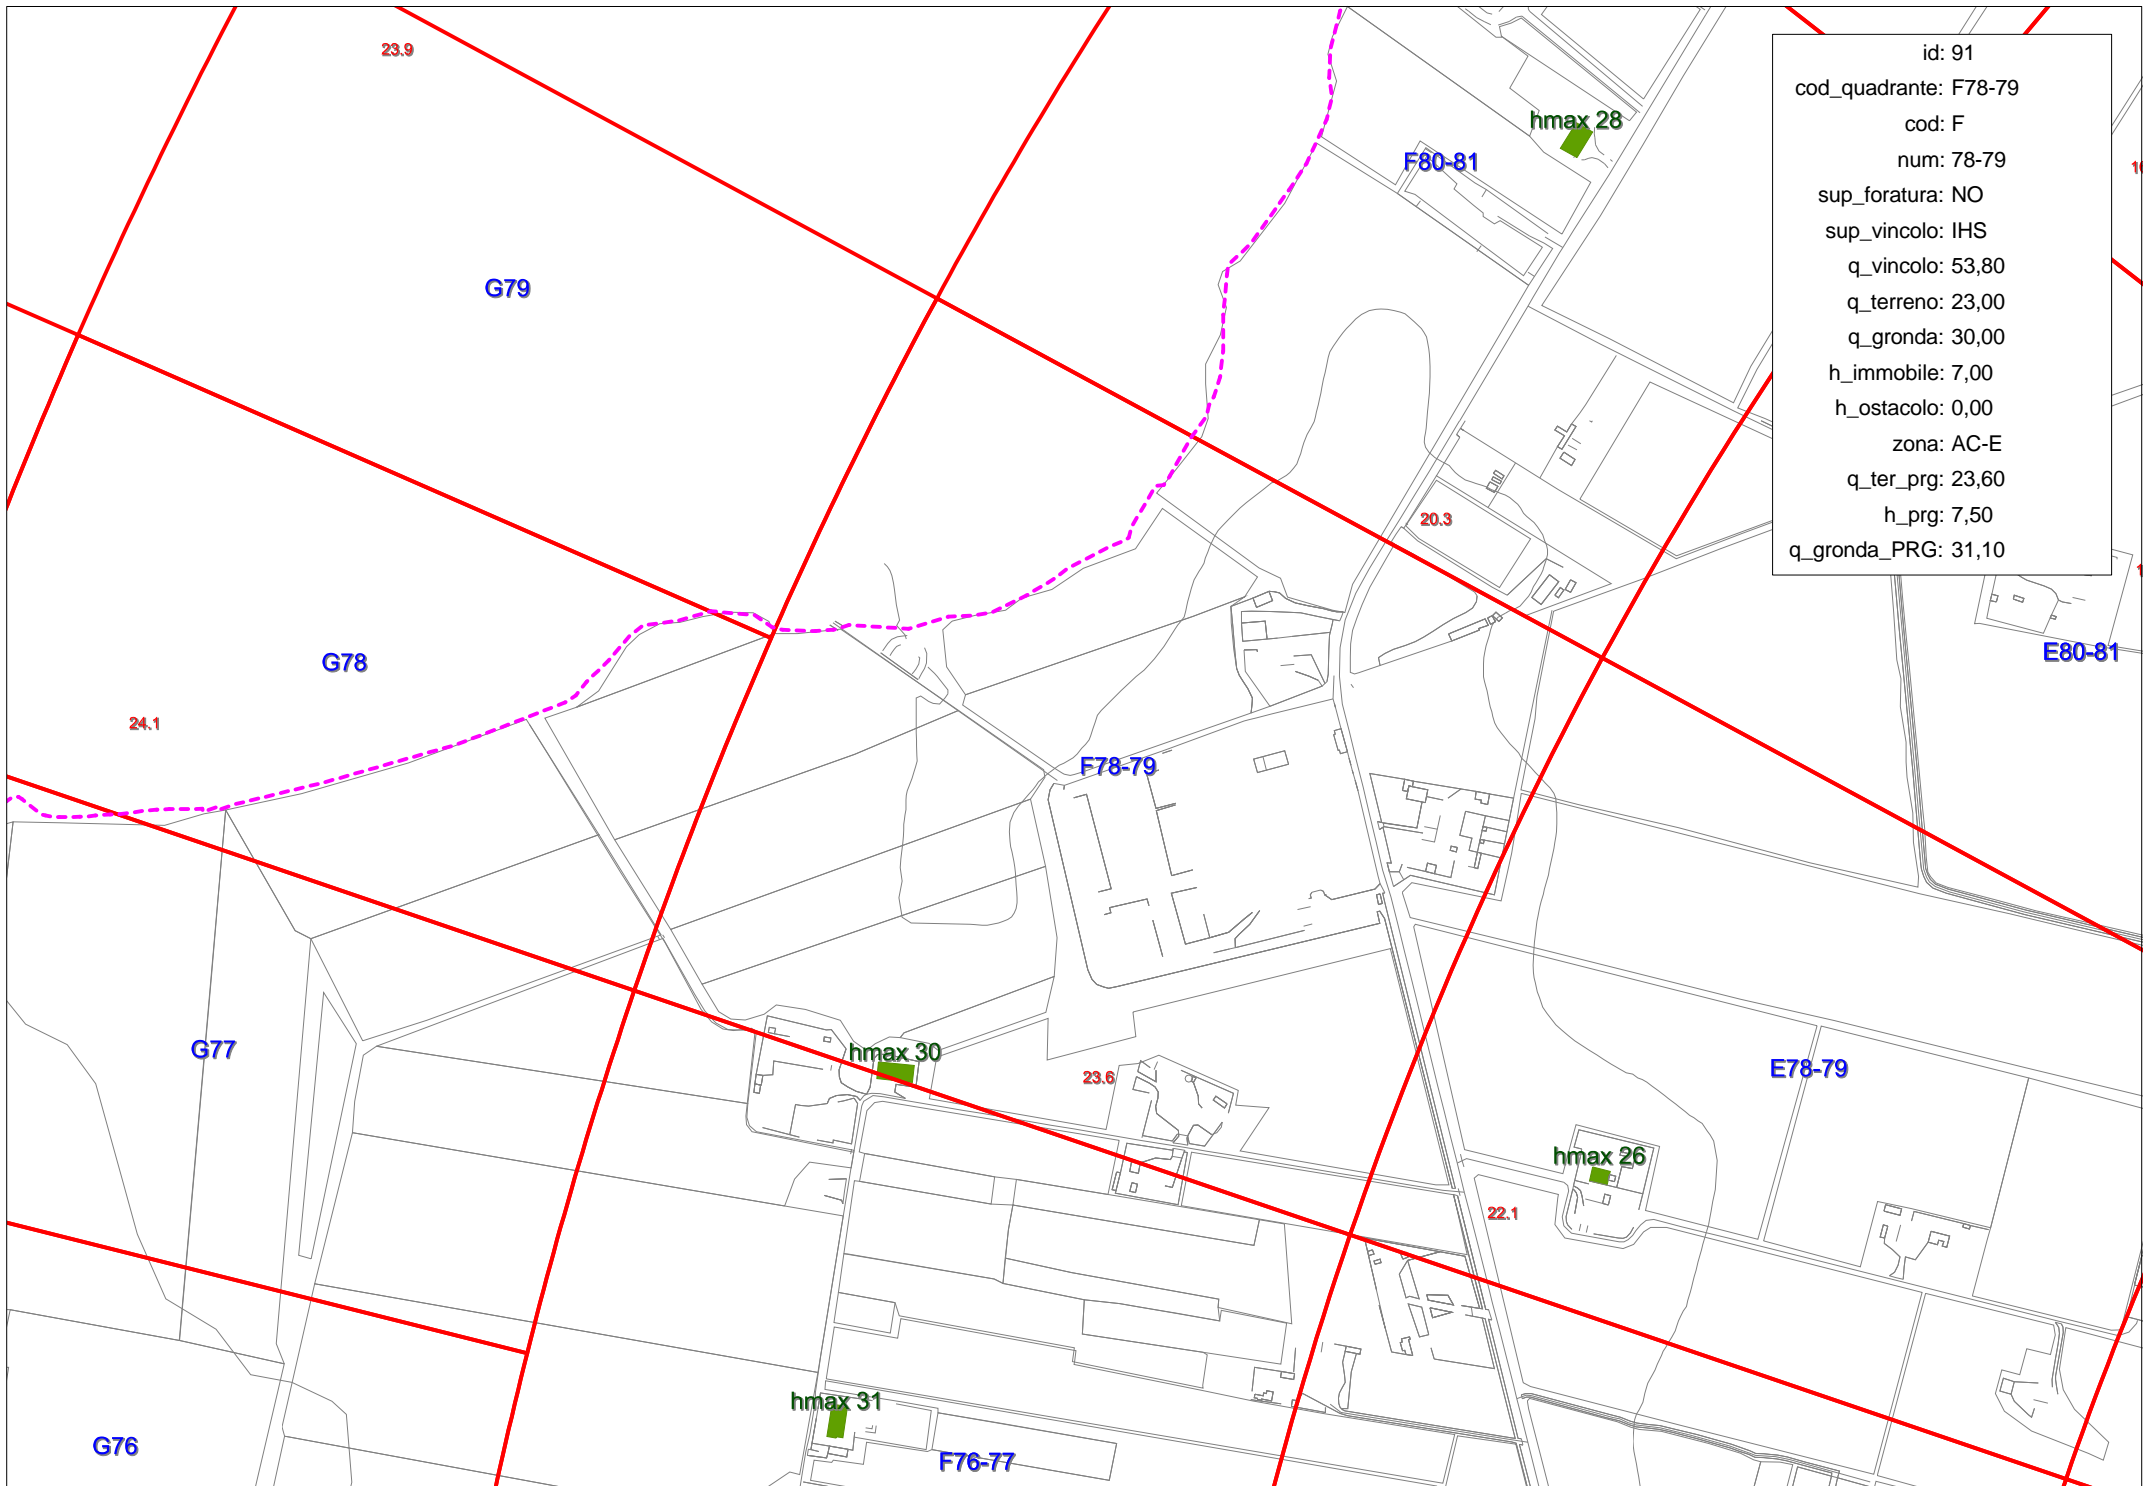 23.9
id: 91
cod_quadrante: F78-79
cod: F
num: 78-79
sup_foratura: NO
sup_vincolo: IHS
q_vincolo: 53,80
q_terreno: 23,00
q_gronda: 30,00
h_immobile: 7,00
h_ostacolo: 0,00
zona: AC-E
q_ter_prg: 23,60
h_prg: 7,50
q_gronda_PRG: 31,10
hmax 28
F80-81
G79
20.3
E80-81
G78
24.1
F78-79
G77
hmax 30
23.6
E78-79
hmax 26
22.1
hmax 31
G76
F76-77